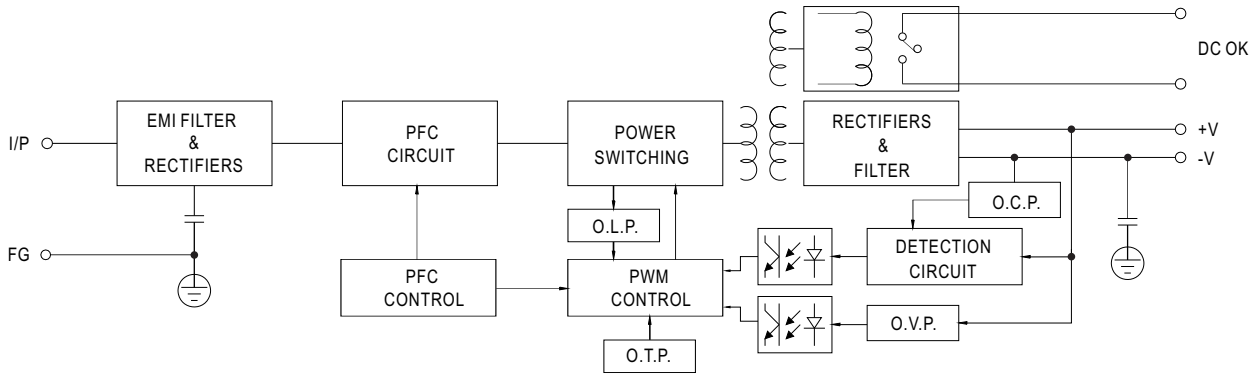 DC OK
I/P
EMI FILTER
&
RECTIFIERS
PFC
CIRCUIT
POWER
SWITCHING
RECTIFIERS
&
FILTER
+V
-V
O.C.P.
O.L.P.
FG
PFC
CONTROL
PWM
CONTROL
DETECTION
CIRCUIT
O.V.P.
O.T.P.